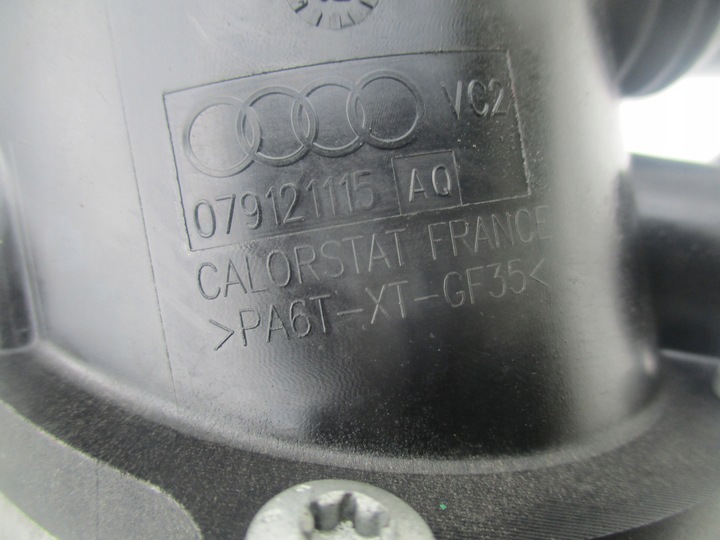 VC2
079121115 AQ
CALORSTAT FRANCE
>PA6T-XT-GF35<